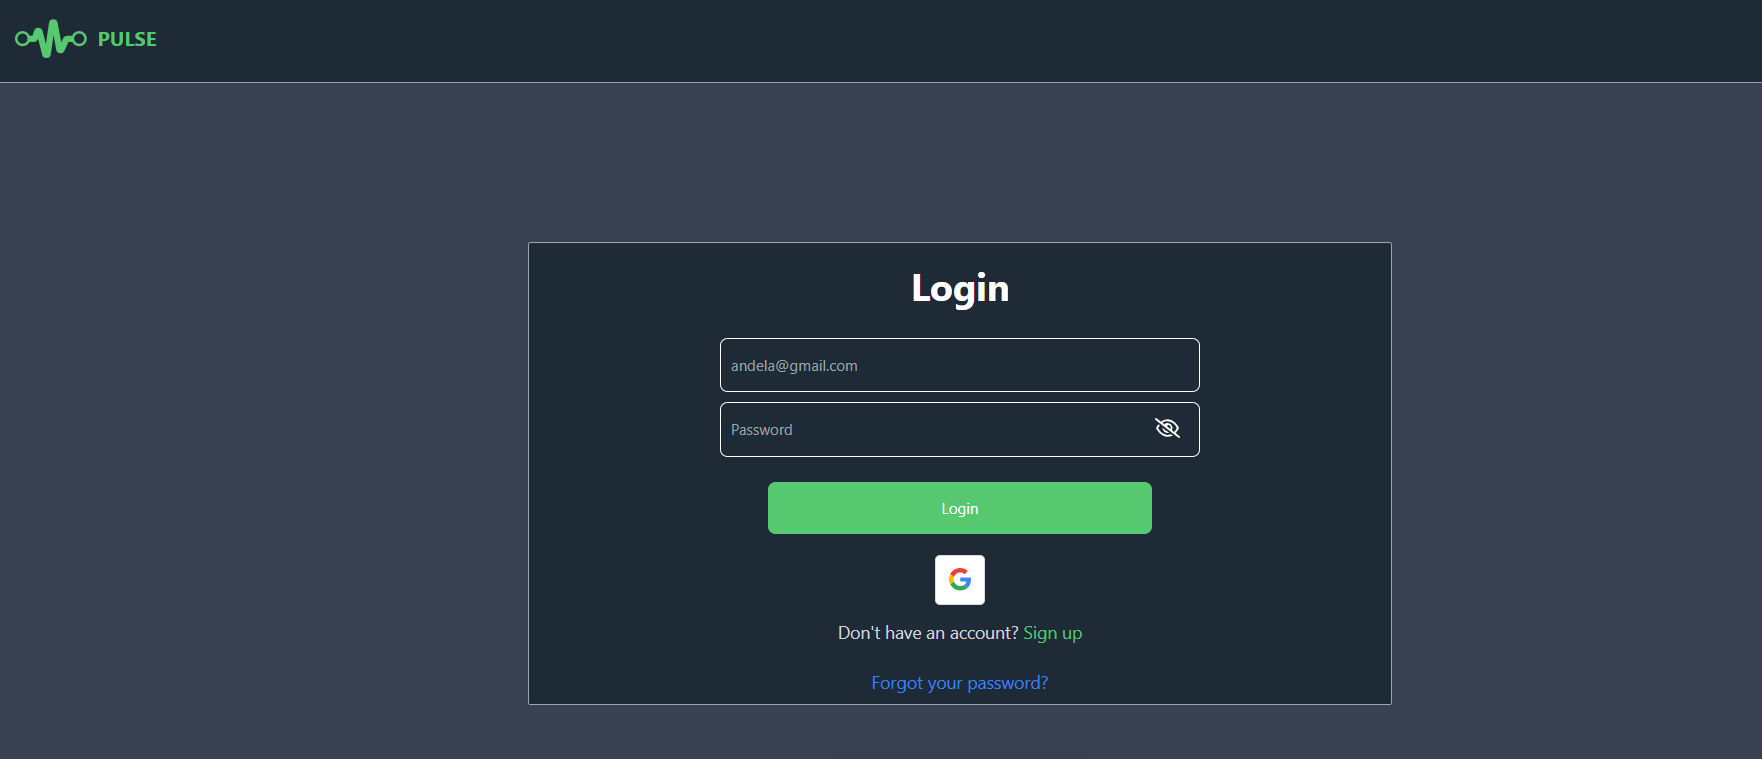 PULSE
Login
andela@gmail.com
Password
Login
Don't have an account? Sign up
Forgot your password?